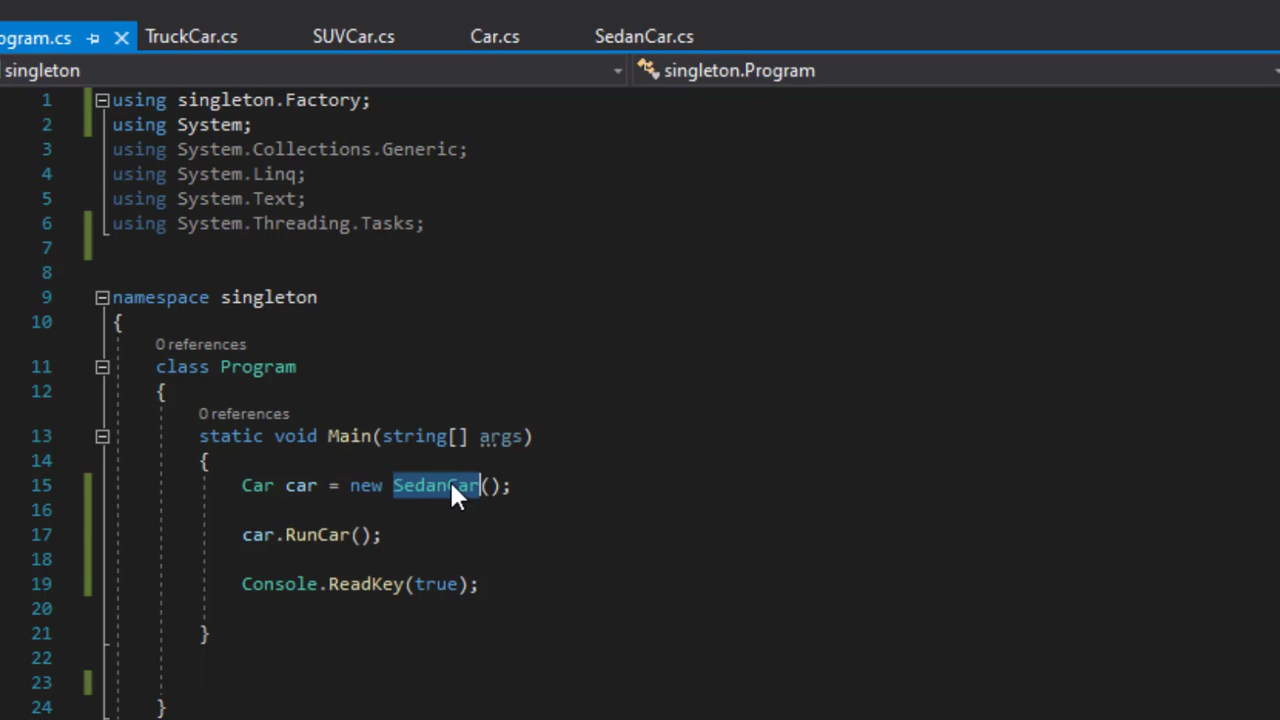 ogram.cs TruckCar.cs SUVCar.cs Car.cs SedanCar.cs
singleton singleton.Program
1 using singleton.Factory;
2 using System;
3 using System.Collections.Generic;
4 using System.Linq;
5 using System.Text;
6 using System.Threading.Tasks;
7
8
9 namespace singleton
10 {
0 references
11 class Program
12 {
0 references
13 static void Main(string[] args)
14 {
15 Car car = new SedanCar();
16
17 car.RunCar();
18
19 Console.ReadKey(true);
20
21 }
22
23
24 }